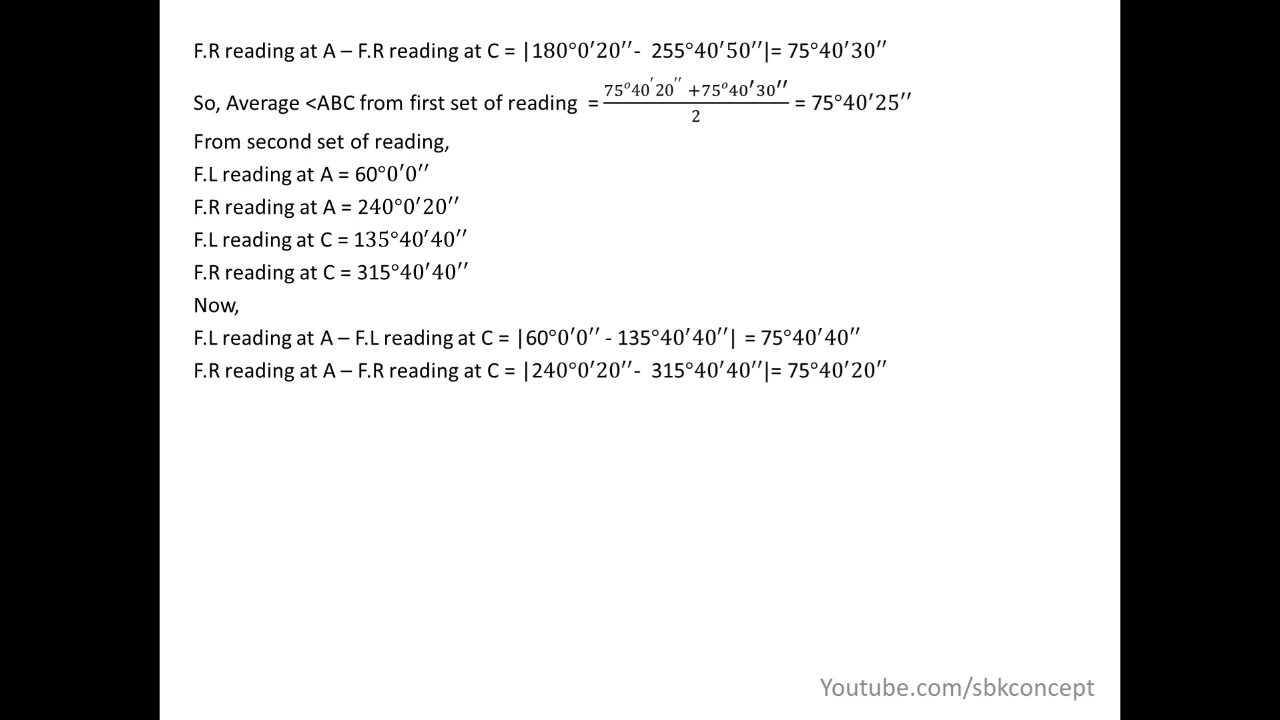 F.R reading at A – F.R reading at C = |180°0′20′′- 255°40′50′′|= 75°40′30′′
So, Average <ABC from first set of reading = (75°40′20′′ +75°40′30′′)/2 = 75°40′25′′
From second set of reading,
F.L reading at A = 60°0′0′′
F.R reading at A = 240°0′20′′
F.L reading at C = 135°40′40′′
F.R reading at C = 315°40′40′′
Now,
F.L reading at A – F.L reading at C = |60°0′0′′ - 135°40′40′′| = 75°40′40′′
F.R reading at A – F.R reading at C = |240°0′20′′- 315°40′40′′|= 75°40′20′′
Youtube.com/sbkconcept